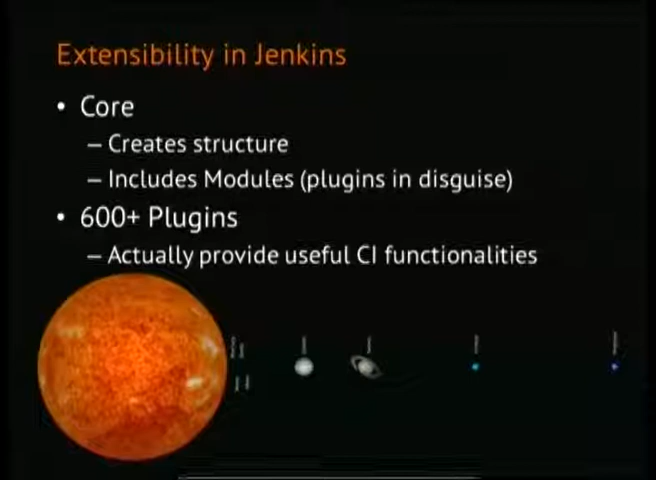 Extensibility in Jenkins
• Core
– Creates structure
– Includes Modules (plugins in disguise)
• 600+ Plugins
– Actually provide useful CI functionalities